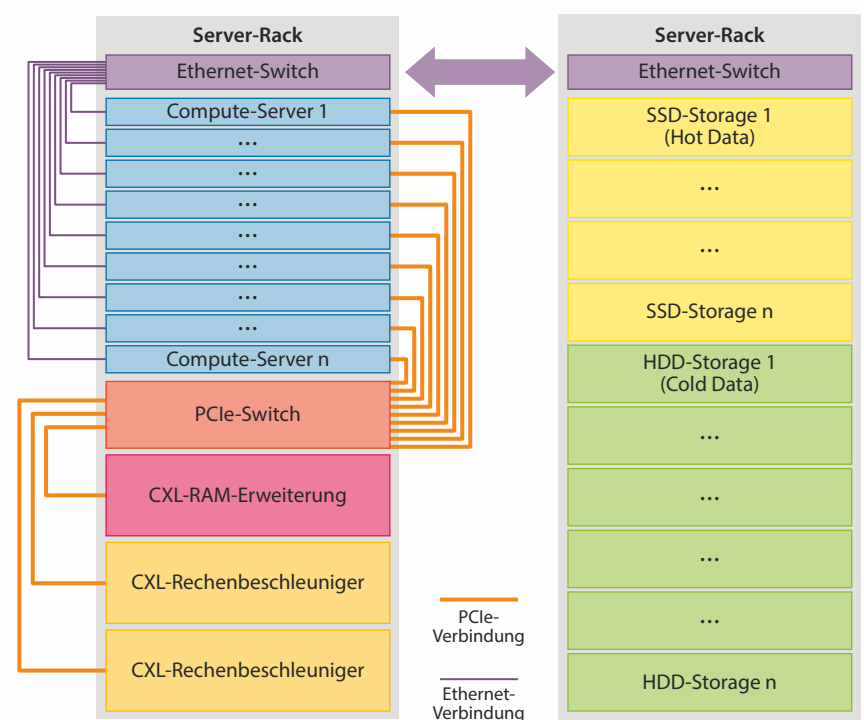 Server-Rack
Ethernet-Switch
Compute-Server 1
...
...
...
...
...
...
...
Compute-Server n
PCIe-Switch
CXL-RAM-Erweiterung
CXL-Rechenbeschleuniger
CXL-Rechenbeschleuniger
PCIe-
Verbindung
Ethernet-
Verbindung
Server-Rack
Ethernet-Switch
SSD-Storage 1
(Hot Data)
...
...
SSD-Storage n
HDD-Storage 1
(Cold Data)
...
...
...
...
HDD-Storage n